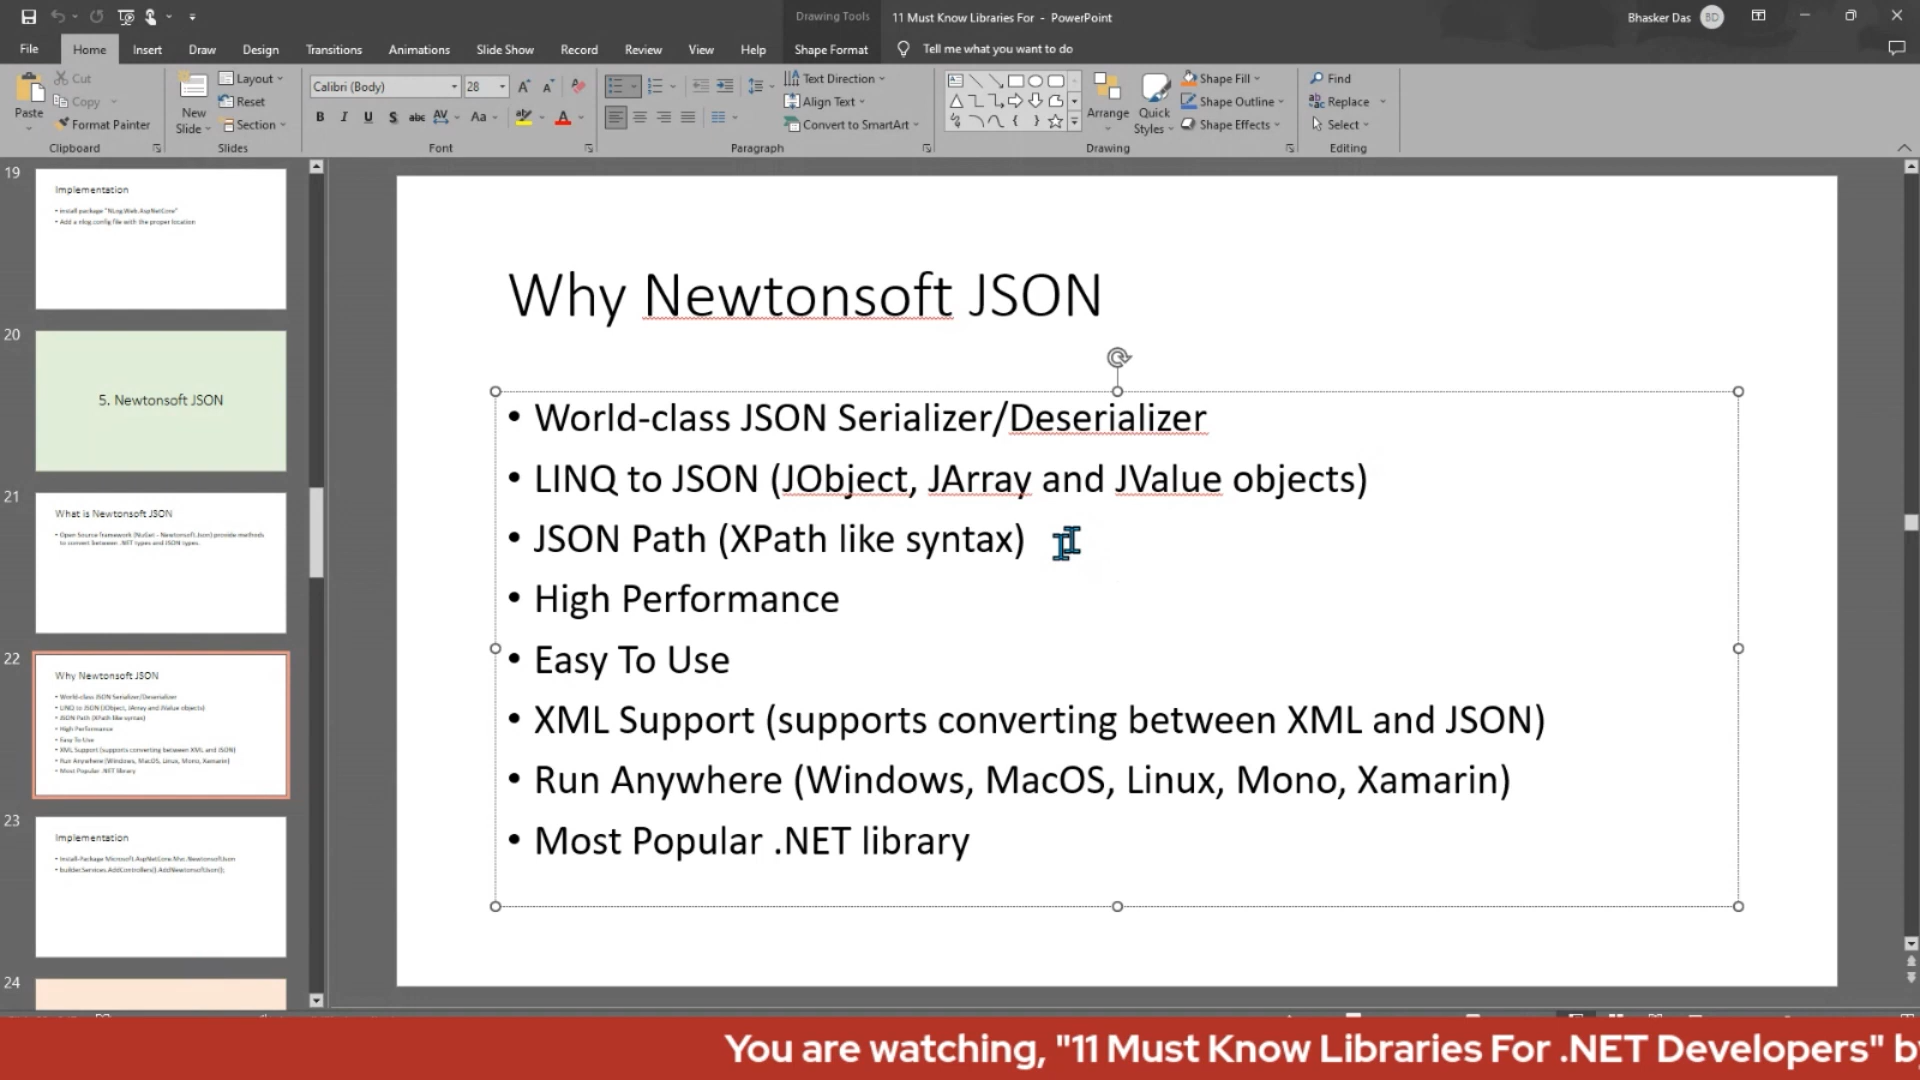 Drawing Tools
11 Must Know Libraries For - PowerPoint
Bhasker Das
BD
File
Home
Insert
Draw
Design
Transitions
Animations
Slide Show
Record
Review
View
Help
Shape Format
Tell me what you want to do
Paste
Cut
Copy
Format Painter
Clipboard
New Slide
Layout
Reset
Section
Slides
Calibri (Body)
28
Font
Text Direction
Align Text
Convert to SmartArt
Paragraph
Arrange
Quick Styles
Shape Fill
Shape Outline
Shape Effects
Drawing
Find
Replace
Select
Editing
19
Implementation
• install package "NLog.Web.AspNetCore"
• Add a nlog.config file with the proper location
20
5. Newtonsoft JSON
21
What is Newtonsoft JSON
• Open Source framework (NuGet - Newtonsoft.Json) provide methods
to convert between .NET types and JSON types.
22
Why Newtonsoft JSON
• World-class JSON Serializer/Deserializer
• LINQ to JSON (JObject, JArray and JValue objects)
• JSON Path (XPath like syntax)
• High Performance
• Easy To Use
• XML Support (supports converting between XML and JSON)
• Run Anywhere (Windows, MacOS, Linux, Mono, Xamarin)
• Most Popular .NET library
23
Implementation
• Install-Package Microsoft.AspNetCore.Mvc.NewtonsoftJson
• builder.Services.AddControllers().AddNewtonsoftJson();
24
Why Newtonsoft JSON
• World-class JSON Serializer/Deserializer
• LINQ to JSON (JObject, JArray and JValue objects)
• JSON Path (XPath like syntax)
• High Performance
• Easy To Use
• XML Support (supports converting between XML and JSON)
• Run Anywhere (Windows, MacOS, Linux, Mono, Xamarin)
• Most Popular .NET library
You are watching, "11 Must Know Libraries For .NET Developers" by